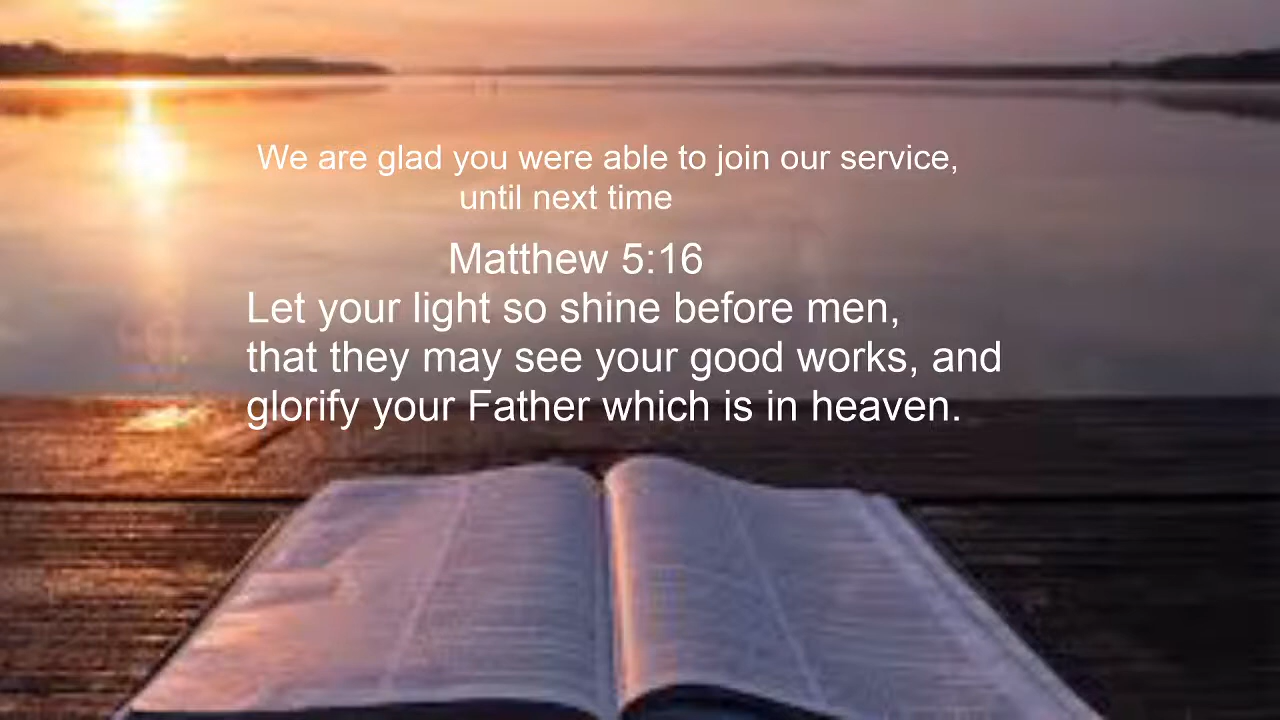 We are glad you were able to join our service,
until next time
Matthew 5:16
Let your light so shine before men,
that they may see your good works, and
glorify your Father which is in heaven.